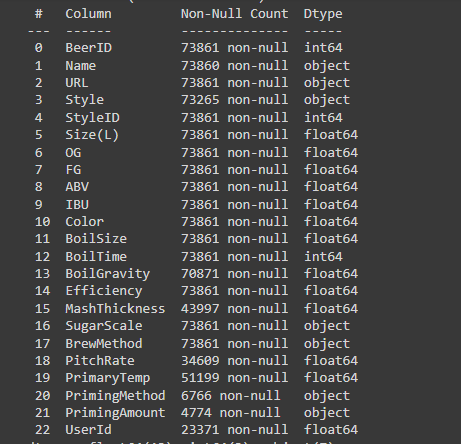 #   Column         Non-Null Count  Dtype
---  ------         --------------  -----
 0   BeerID         73861 non-null  int64
 1   Name           73860 non-null  object
 2   URL            73861 non-null  object
 3   Style          73265 non-null  object
 4   StyleID        73861 non-null  int64
 5   Size(L)        73861 non-null  float64
 6   OG             73861 non-null  float64
 7   FG             73861 non-null  float64
 8   ABV            73861 non-null  float64
 9   IBU            73861 non-null  float64
 10  Color          73861 non-null  float64
 11  BoilSize       73861 non-null  float64
 12  BoilTime       73861 non-null  int64
 13  BoilGravity    70871 non-null  float64
 14  Efficiency     73861 non-null  float64
 15  MashThickness  43997 non-null  float64
 16  SugarScale     73861 non-null  object
 17  BrewMethod     73861 non-null  object
 18  PitchRate      34609 non-null  float64
 19  PrimaryTemp    51199 non-null  float64
 20  PrimingMethod  6766 non-null   object
 21  PrimingAmount  4774 non-null   object
 22  UserId         23371 non-null  float64